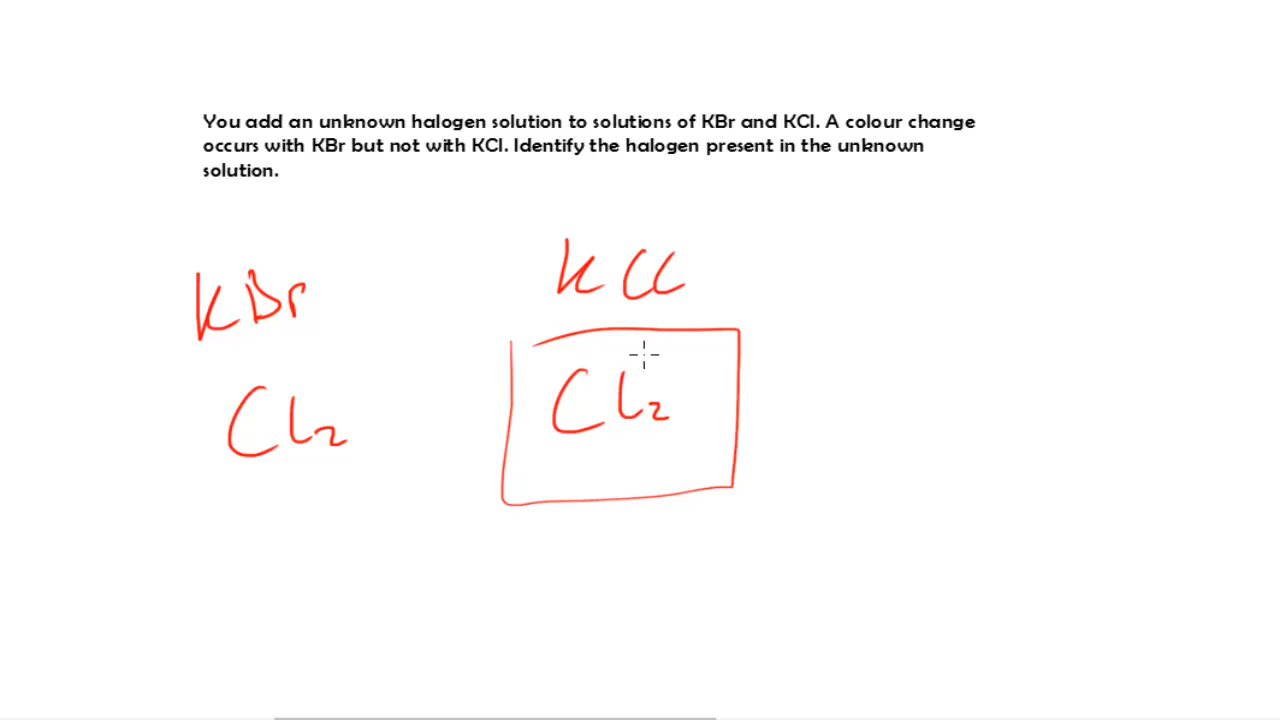 You add an unknown halogen solution to solutions of KBr and KCl. A colour change
occurs with KBr but not with KCl. Identify the halogen present in the unknown
solution.
KBr
KCl
Cl₂
Cl₂